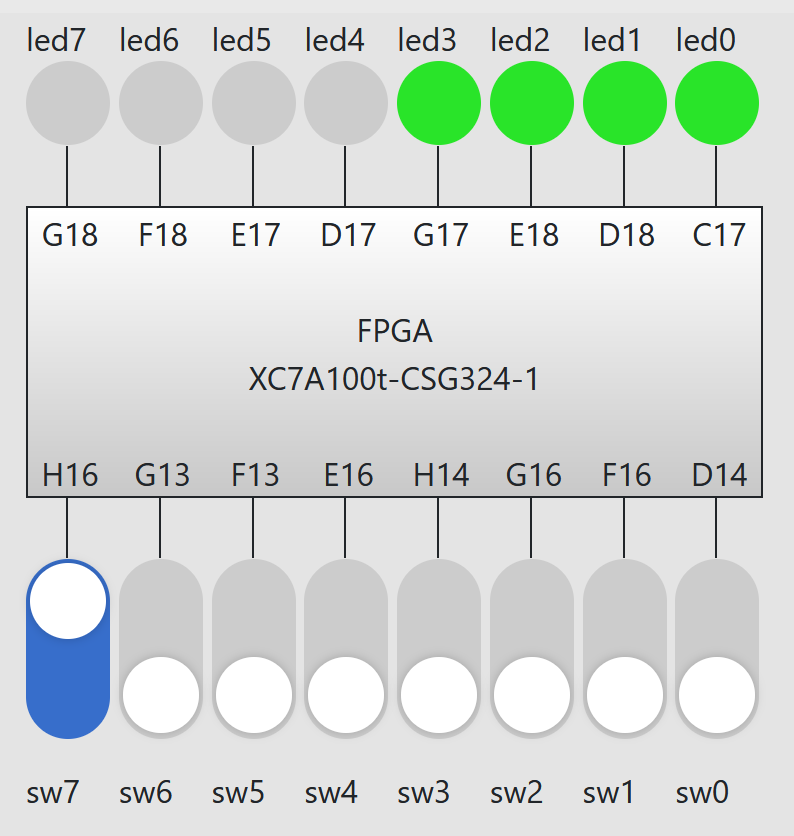 led7 led6 led5 led4 led3 led2 led1 led0
G18 F18 E17 D17 G17 E18 D18 C17
FPGA
XC7A100t-CSG324-1
H16 G13 F13 E16 H14 G16 F16 D14
sw7 sw6 sw5 sw4 sw3 sw2 sw1 sw0